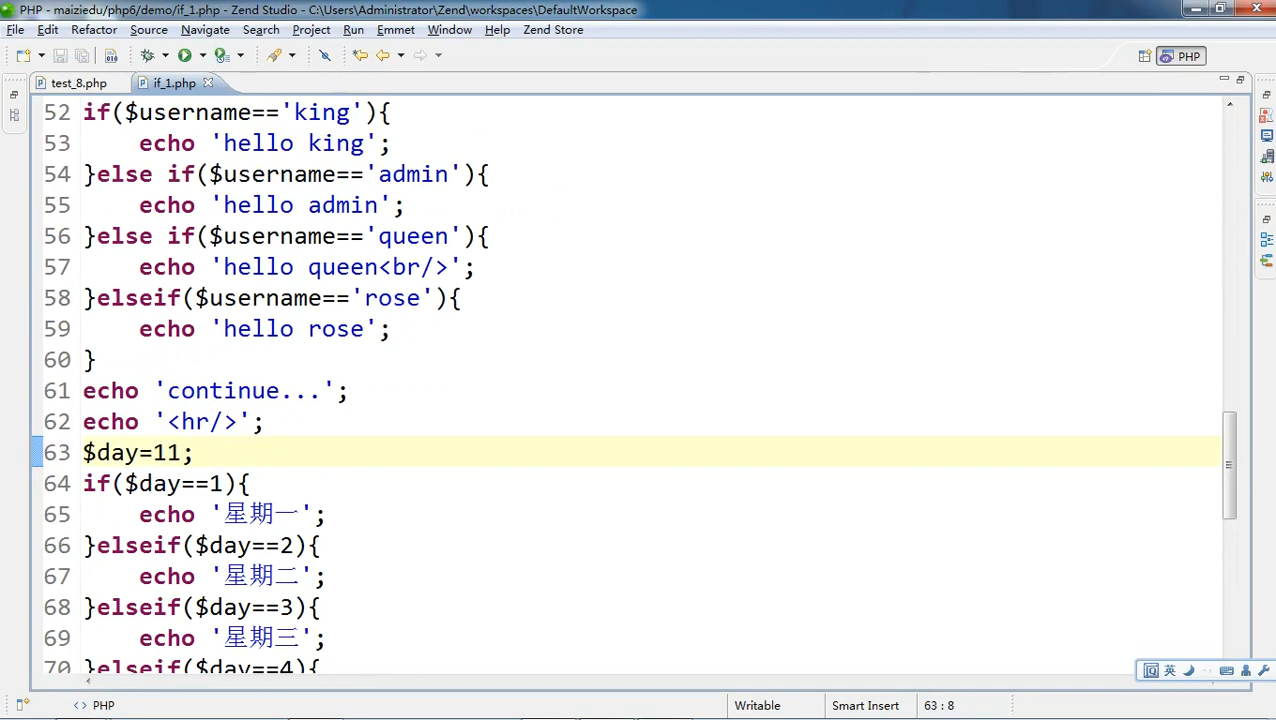 PHP - maiziedu/php6/demo/if_1.php - Zend Studio - C:\Users\Administrator\Zend\workspaces\DefaultWorkspace
File Edit Refactor Source Navigate Search Project Run Emmet Window Help Zend Store
PHP
test_8.php if_1.php
52 if($username=='king'){
53 echo 'hello king';
54 }else if($username=='admin'){
55 echo 'hello admin';
56 }else if($username=='queen'){
57 echo 'hello queen<br/>';
58 }elseif($username=='rose'){
59 echo 'hello rose';
60 }
61 echo 'continue...';
62 echo '<hr/>';
63 $day=11;
64 if($day==1){
65 echo '星期一';
66 }elseif($day==2){
67 echo '星期二';
68 }elseif($day==3){
69 echo '星期三';
70 }elseif($day==4){
英
PHP Writable Smart Insert 63 : 8